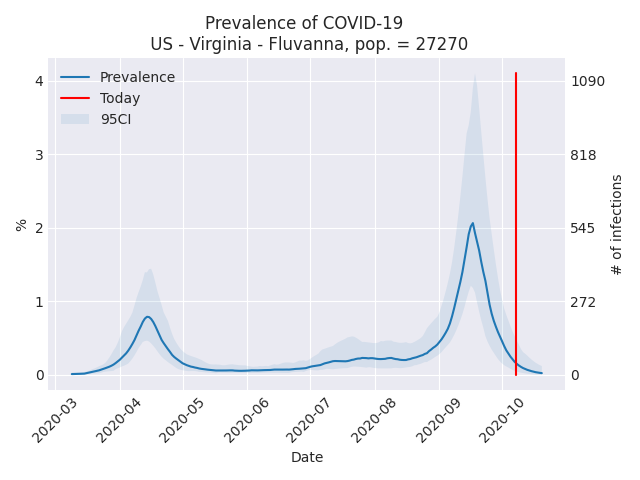 Prevalence of COVID-19
US - Virginia - Fluvanna, pop. = 27270
Prevalence
Today
95CI
4
3
2
1
0
%
1090
818
545
272
0
# of infections
2020-03
2020-04
2020-05
2020-06
2020-07
2020-08
2020-09
2020-10
Date